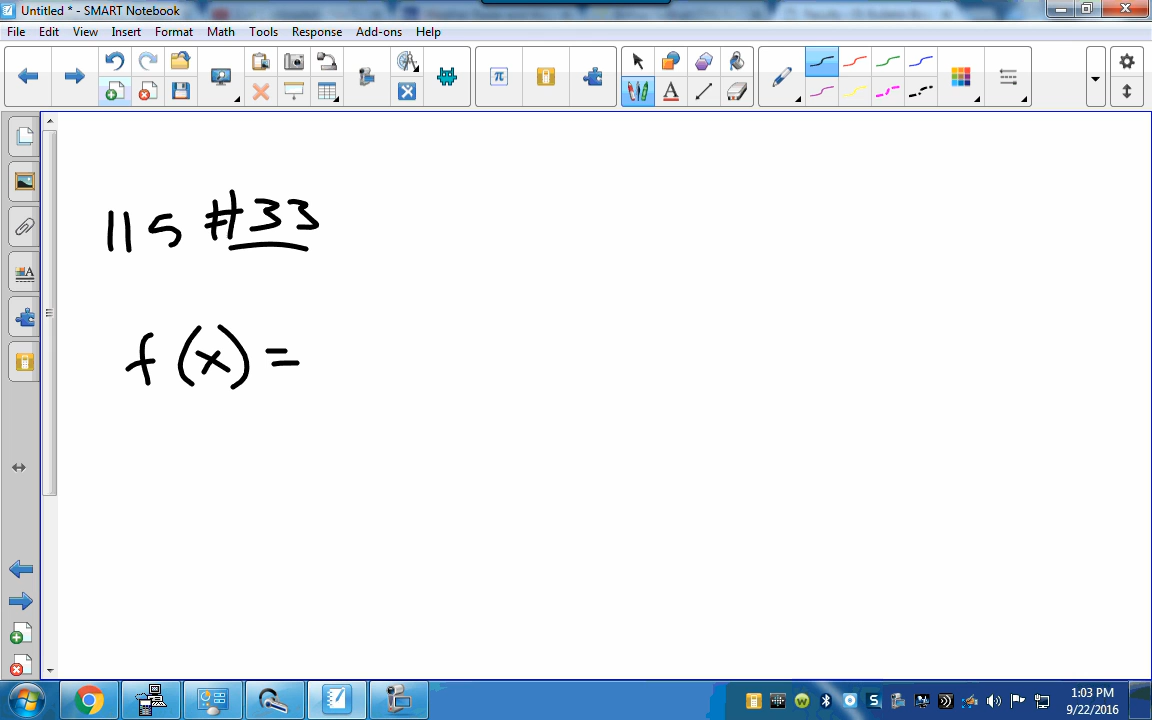 Untitled * - SMART Notebook
File Edit View Insert Format Math Tools Response Add-ons Help
115 #33
f(x) =
1:03 PM
9/22/2016